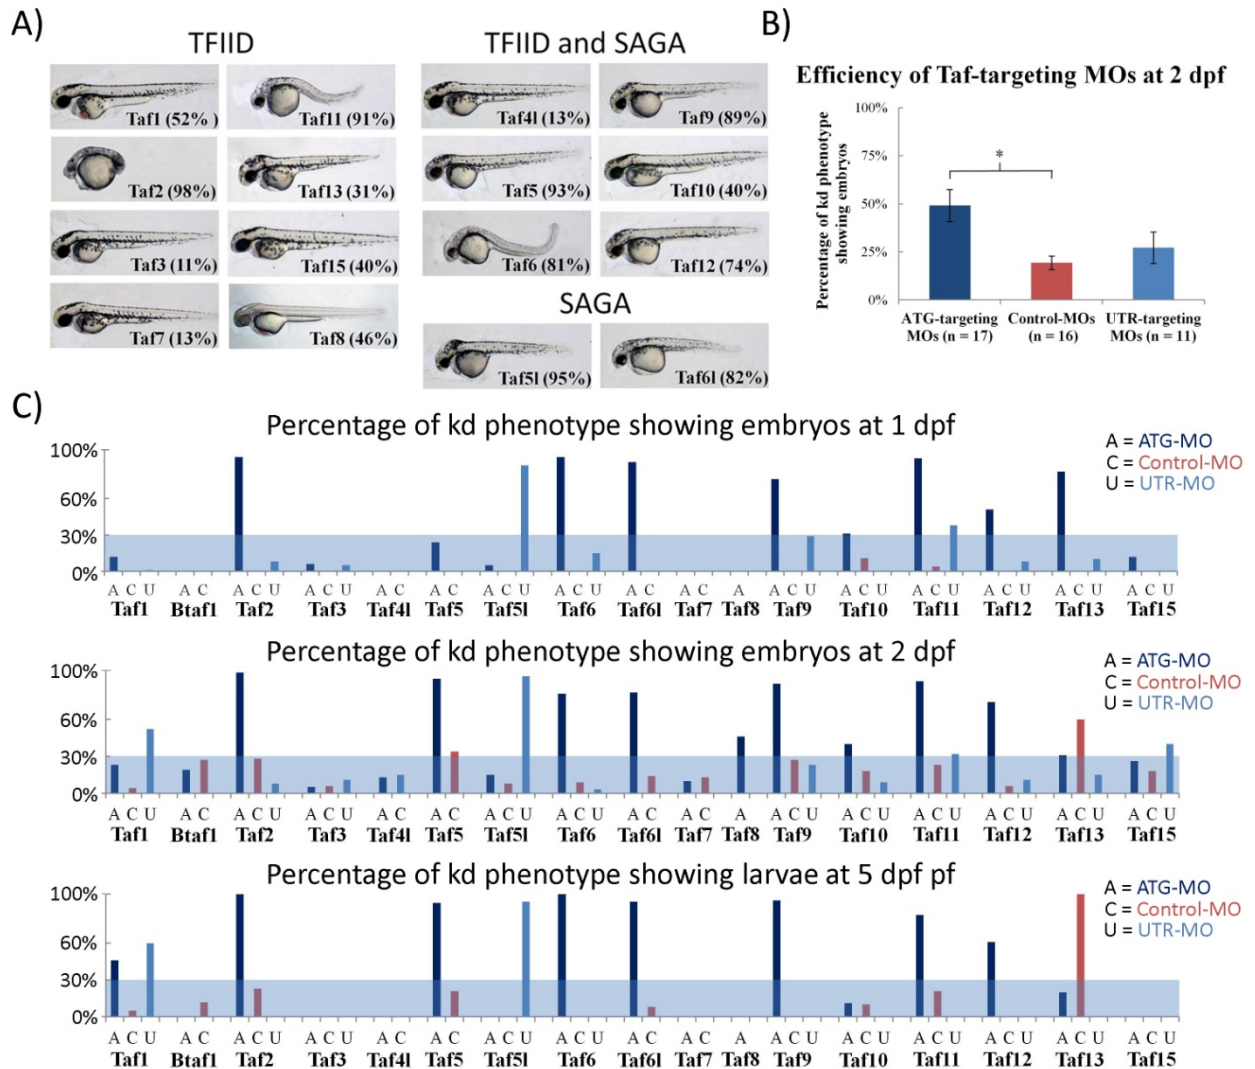 A)
TFIID
TFIID and SAGA
Taf1 (52% )
Taf11 (91%)
Taf4l (13%)
Taf9 (89%)
Taf2 (98%)
Taf13 (31%)
Taf5 (93%)
Taf10 (40%)
Taf3 (11%)
Taf15 (40%)
Taf6 (81%)
Taf12 (74%)
SAGA
Taf7 (13%)
Taf8 (46%)
Taf5l (95%)
Taf6l (82%)
B)
Efficiency of Taf-targeting MOs at 2 dpf
Percentage of kd phenotype
showing embryos
100%
75%
50%
25%
0%
*
ATG-targeting Control-MOs UTR-targeting
MOs (n = 17) (n = 16) MOs (n = 11)
C)
Percentage of kd phenotype showing embryos at 1 dpf
A = ATG-MO
C = Control-MO
U = UTR-MO
100%
60%
30%
0%
A C U A C A C U A C U A C A C A C U A C U A C A C A A C U A C U A C U A C U A C U A C U
Taf1 Btaf1 Taf2 Taf3 Taf4l Taf5 Taf5l Taf6 Taf6l Taf7 Taf8 Taf9 Taf10 Taf11 Taf12 Taf13 Taf15
Percentage of kd phenotype showing embryos at 2 dpf
A = ATG-MO
C = Control-MO
U = UTR-MO
100%
60%
30%
0%
A C U A C A C U A C U A C U A C A C U A C U A C A C A A C U A C U A C U A C U A C U A C U
Taf1 Btaf1 Taf2 Taf3 Taf4l Taf5 Taf5l Taf6 Taf6l Taf7 Taf8 Taf9 Taf10 Taf11 Taf12 Taf13 Taf15
Percentage of kd phenotype showing larvae at 5 dpf pf
A = ATG-MO
C = Control-MO
U = UTR-MO
100%
60%
30%
0%
A C U A C A C U A C U A C U A C A C U A C U A C A C A A C U A C U A C U A C U A C U A C U
Taf1 Btaf1 Taf2 Taf3 Taf4l Taf5 Taf5l Taf6 Taf6l Taf7 Taf8 Taf9 Taf10 Taf11 Taf12 Taf13 Taf15